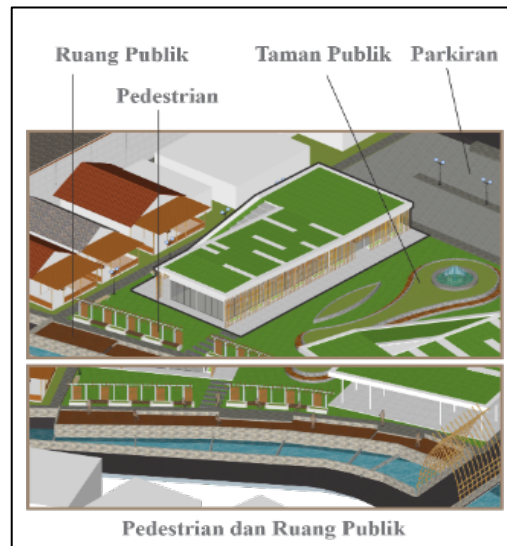 Ruang Publik
Taman Publik
Parkiran
Pedestrian
Pedestrian dan Ruang Publik